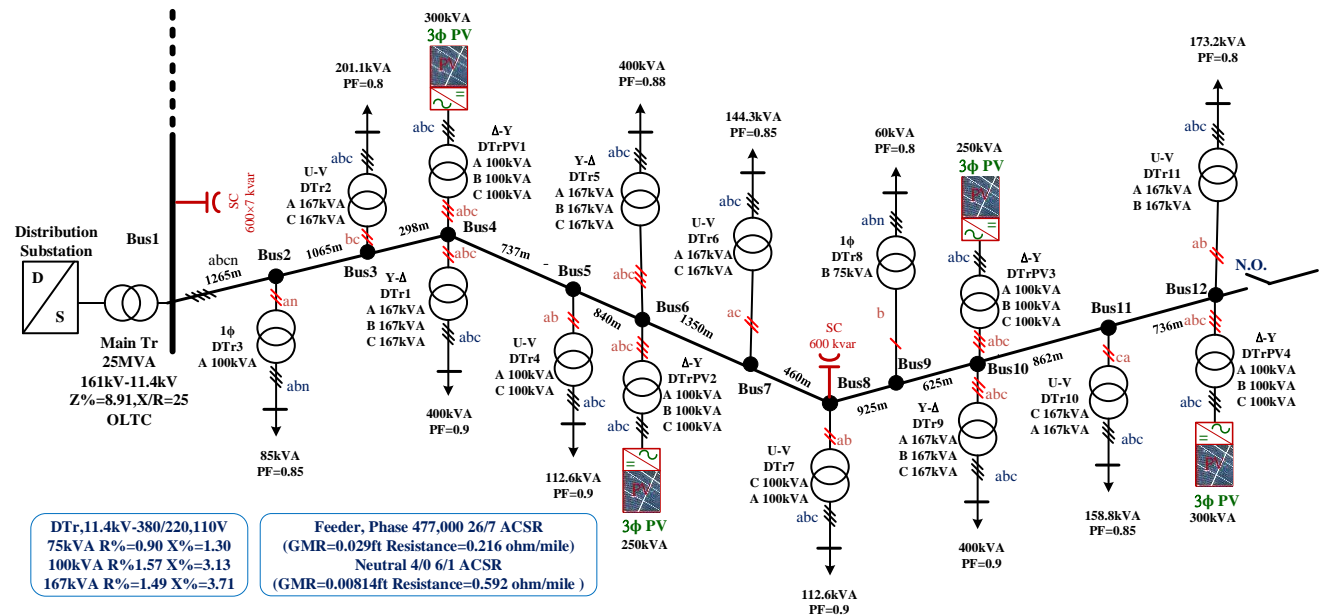 Distribution
Substation
D
S
Main Tr
25MVA
161kV-11.4kV
Z%=8.91,X/R=25
OLTC
Bus1
SC
600×7 kvar
abcn
1265m
Bus2
an
1ϕ
DTr3
A 100kVA
abn
85kVA
PF=0.85
1065m
201.1kVA
PF=0.8
abc
U-V
DTr2
A 167kVA
C 167kVA
bc
Bus3
298m
300kVA
3ϕ PV
PV
abc
Δ-Y
DTrPV1
A 100kVA
B 100kVA
C 100kVA
abc
Bus4
abc
Y-Δ
DTr1
A 167kVA
B 167kVA
C 167kVA
abc
400kVA
PF=0.9
737m
Bus5
ab
U-V
DTr4
C 100kVA
C 100kVA
abc
112.6kVA
PF=0.9
840m
400kVA
PF=0.88
Y-Δ
DTr5
A 167kVA
B 167kVA
C 167kVA
abc
abc
Bus6
abc
Δ-Y
DTrPV2
A 100kVA
B 100kVA
C 100kVA
abc
PV
3ϕ PV
250kVA
1350m
144.3kVA
PF=0.85
abc
U-V
DTr6
A 167kVA
C 167kVA
ac
Bus7
460m
SC
600 kvar
Bus8
ab
U-V
DTr7
C 100kVA
A 100kVA
abc
112.6kVA
PF=0.9
925m
60kVA
PF=0.8
abn
1ϕ
DTr8
B 75kVA
b
Bus9
625m
250kVA
3ϕ PV
PV
abc
Δ-Y
DTrPV3
A 100kVA
B 100kVA
C 100kVA
abc
Bus10
abc
Y-Δ
DTr9
A 167kVA
B 167kVA
C 167kVA
abc
400kVA
PF=0.9
862m
Bus11
ca
U-V
DTr10
C 167kVA
A 167kVA
abc
158.8kVA
PF=0.85
736m
173.2kVA
PF=0.8
abc
U-V
DTr11
A 167kVA
B 167kVA
ab
Bus12
N.O.
abc
Δ-Y
DTrPV4
A 100kVA
B 100kVA
C 100kVA
abc
PV
3ϕ PV
300kVA
DTr,11.4kV-380/220,110V
75kVA R%=0.90 X%=1.30
100kVA R%1.57 X%=3.13
167kVA R%=1.49 X%=3.71
Feeder, Phase 477,000 26/7 ACSR
(GMR=0.029ft Resistance=0.216 ohm/mile)
Neutral 4/0 6/1 ACSR
(GMR=0.00814ft Resistance=0.592 ohm/mile )